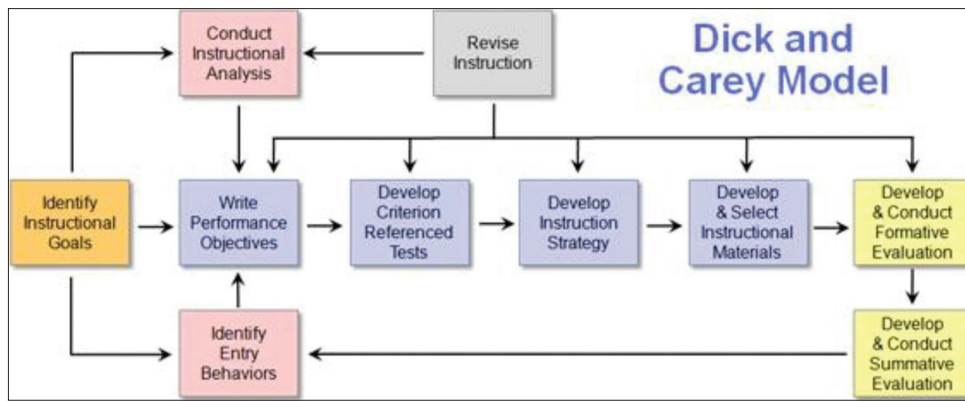 Conduct
Instructional
Analysis
Revise
Instruction
Dick and
Carey Model
Identify
Instructional
Goals
Write
Performance
Objectives
Develop
Criterion
Referenced
Tests
Develop
Instruction
Strategy
Develop
& Select
Instructional
Materials
Develop
& Conduct
Formative
Evaluation
Identify
Entry
Behaviors
Develop
& Conduct
Summative
Evaluation